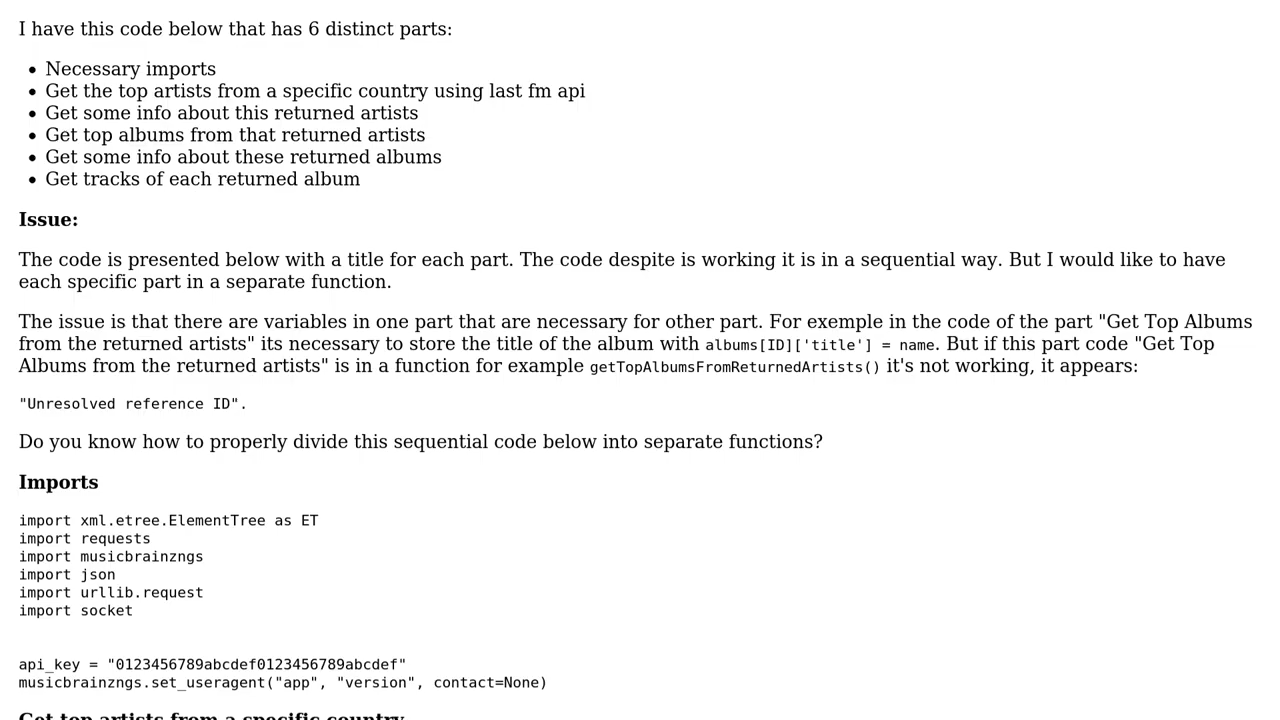 I have this code below that has 6 distinct parts:
• Necessary imports
• Get the top artists from a specific country using last fm api
• Get some info about this returned artists
• Get top albums from that returned artists
• Get some info about these returned albums
• Get tracks of each returned album
Issue:
The code is presented below with a title for each part. The code despite is working it is in a sequential way. But I would like to have
each specific part in a separate function.
The issue is that there are variables in one part that are necessary for other part. For exemple in the code of the part "Get Top Albums
from the returned artists" its necessary to store the title of the album with albums[ID]['title'] = name. But if this part code "Get Top
Albums from the returned artists" is in a function for example getTopAlbumsFromReturnedArtists() it's not working, it appears:
"Unresolved reference ID".
Do you know how to properly divide this sequential code below into separate functions?
Imports
import xml.etree.ElementTree as ET
import requests
import musicbrainzngs
import json
import urllib.request
import socket
api_key = "0123456789abcdef0123456789abcdef"
musicbrainzngs.set_useragent("app", "version", contact=None)
Get top artists from a specific country